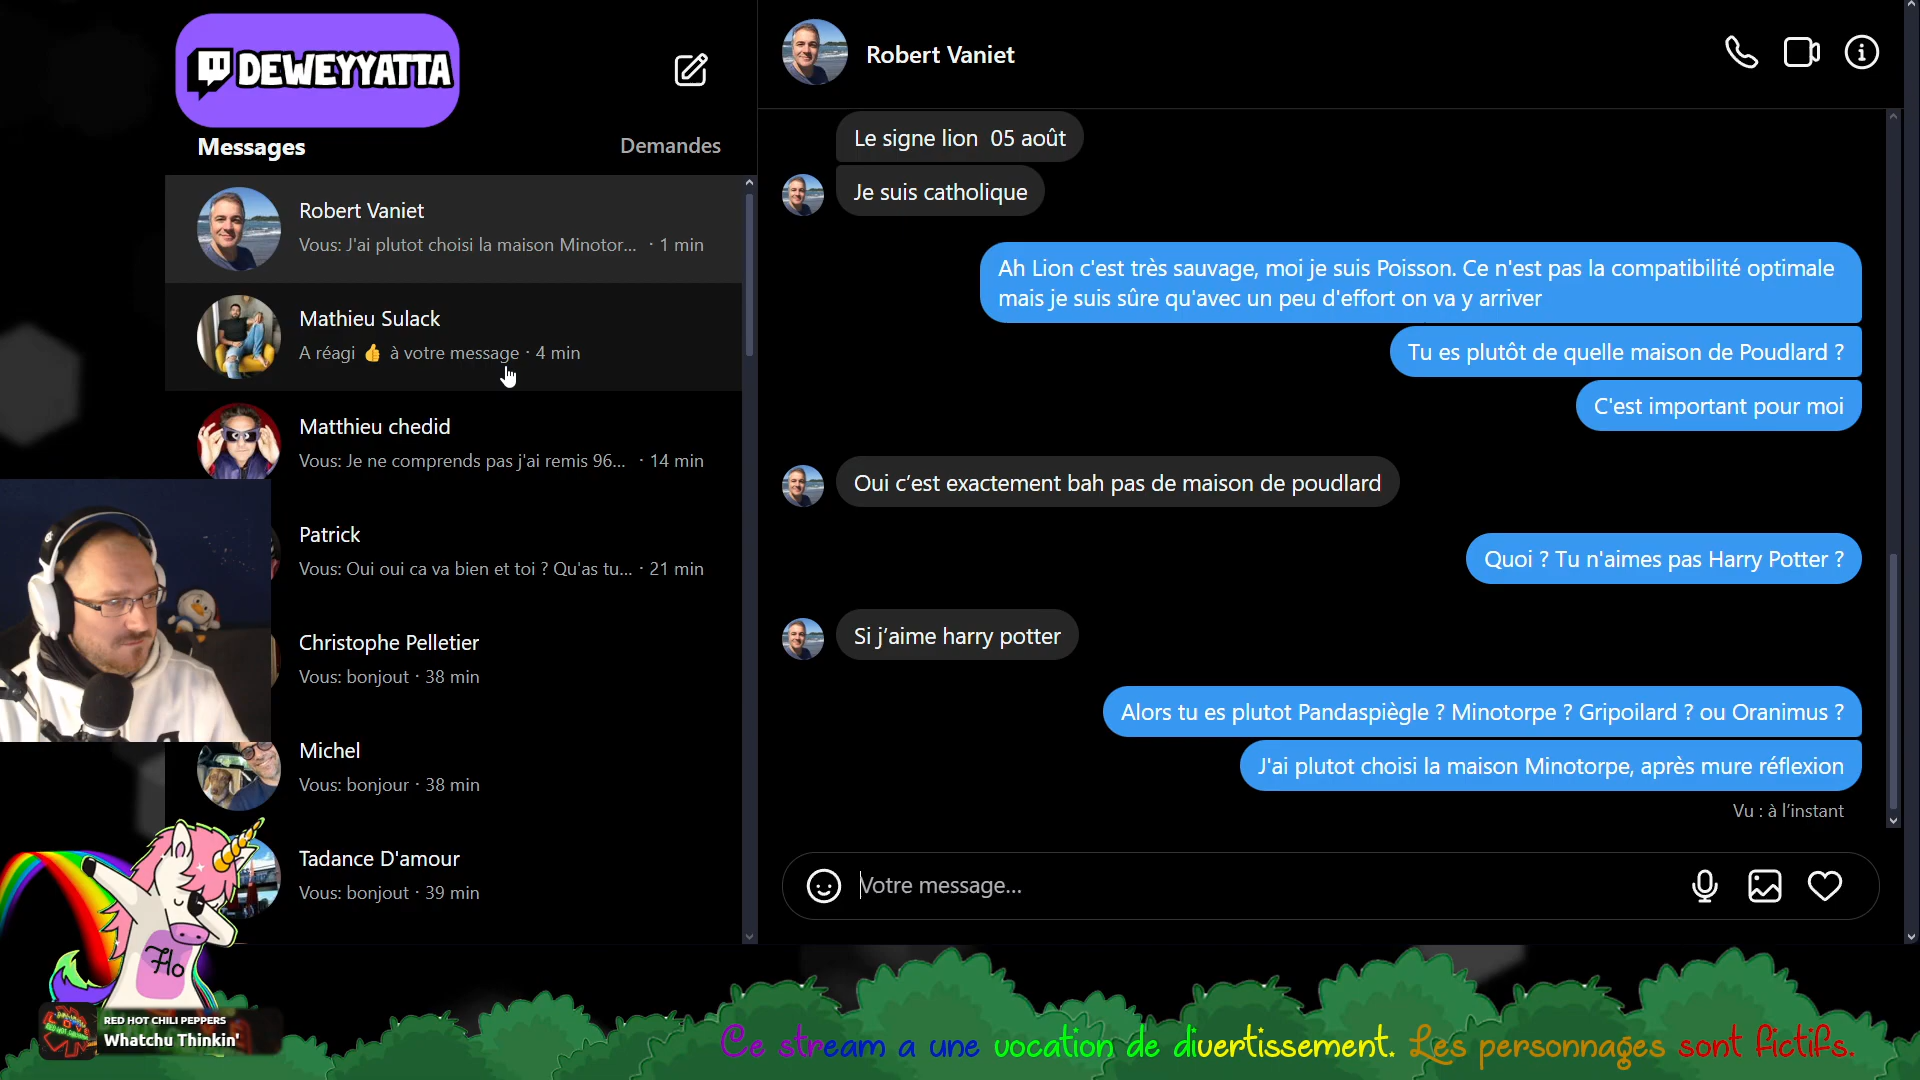 DEWEYYATTA
Messages
Demandes
Robert Vaniet
Vous: J'ai plutot choisi la maison Minotor... · 1 min
Mathieu Sulack
A réagi 👍 à votre message · 4 min
Matthieu chedid
Vous: Je ne comprends pas j'ai remis 96... · 14 min
Patrick
Vous: Oui oui ca va bien et toi ? Qu'as tu... · 21 min
Christophe Pelletier
Vous: bonjout · 38 min
Michel
Vous: bonjour · 38 min
Tadance D'amour
Vous: bonjout · 39 min
Robert Vaniet
Le signe lion  05 août
Je suis catholique
Ah Lion c'est très sauvage, moi je suis Poisson. Ce n'est pas la compatibilité optimale
mais je suis sûre qu'avec un peu d'effort on va y arriver
Tu es plutôt de quelle maison de Poudlard ?
C'est important pour moi
Oui c’est exactement bah pas de maison de poudlard
Quoi ? Tu n'aimes pas Harry Potter ?
Si j’aime harry potter
Alors tu es plutot Pandaspiègle ? Minotorpe ? Gripoilard ? ou Oranimus ?
J'ai plutot choisi la maison Minotorpe, après mure réflexion
Vu : à l’instant
Votre message...
Flo
RED HOT CHILI PEPPERS
Whatchu Thinkin'
Ce stream a une vocation de divertissement. Les personnages sont fictifs.